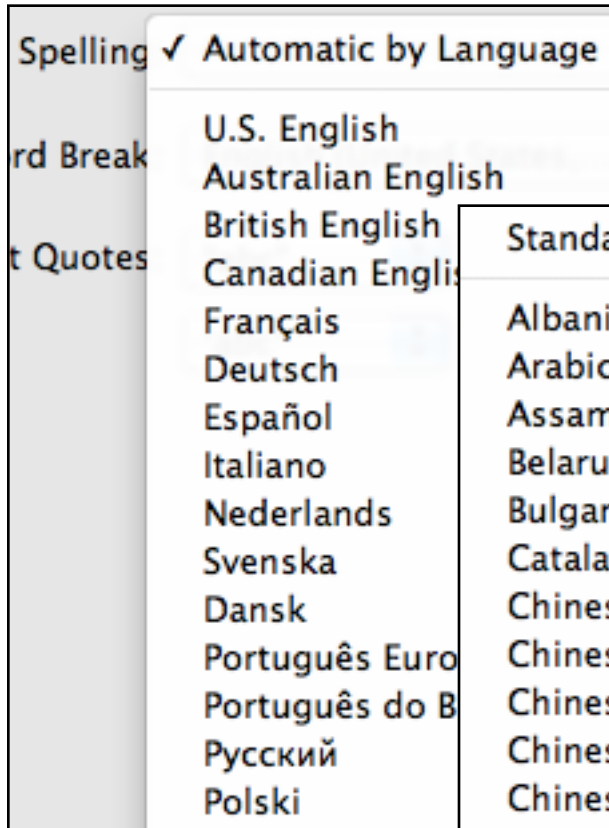 Spelling ✓ Automatic by Language
U.S. English
rd Break
Australian English
British English
t Quotes
Canadian Englis
Français
Deutsch
Español
Italiano
Nederlands
Svenska
Dansk
Português Euro
Português do B
Русский
Polski
Standa
Albani
Arabic
Assam
Belaru
Bulgar
Catala
Chines
Chines
Chines
Chines
Chines